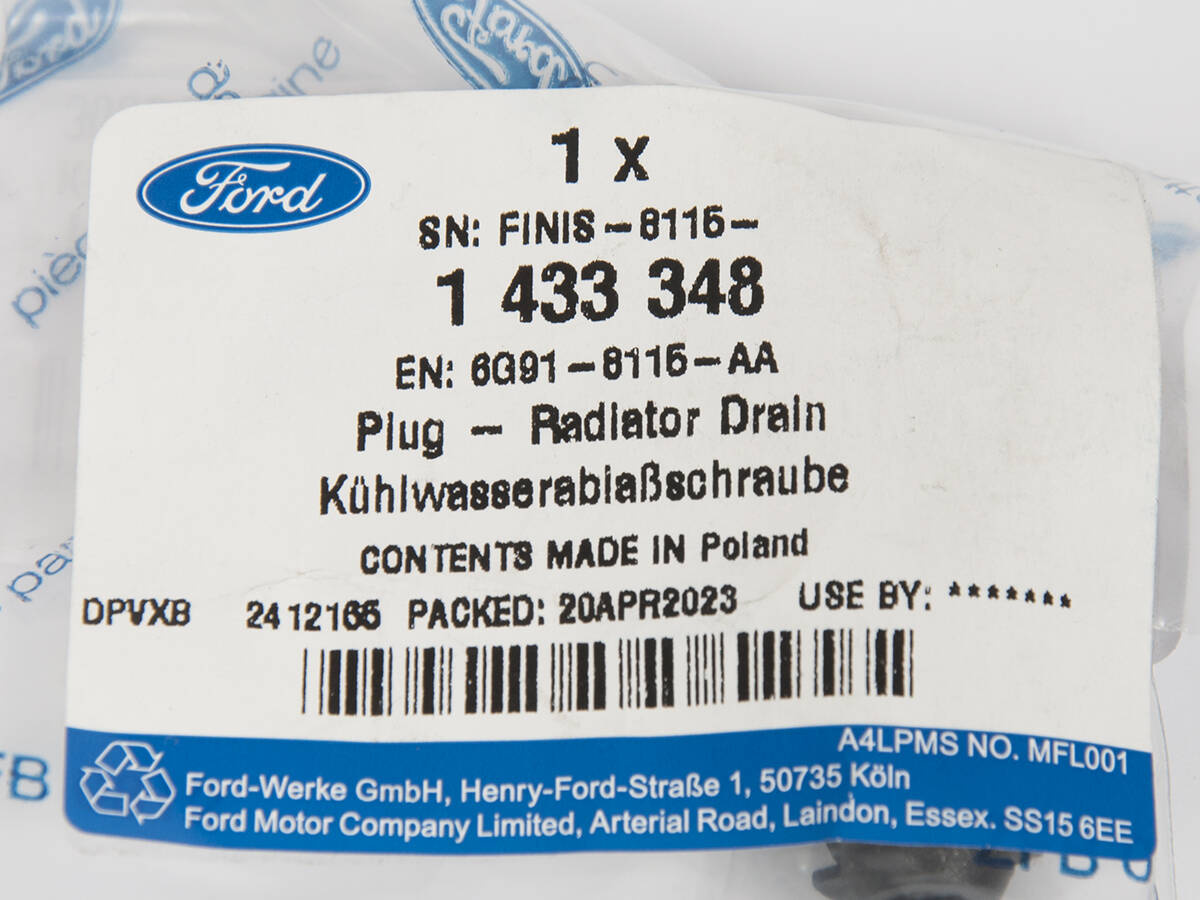 Ford
Ford
Ford
1 x
SN: FINIS-8115-
1 433 348
EN: 6G91-8115-AA
Plug - Radiator Drain
Kühlwasserablaßschraube
CONTENTS MADE IN Poland
DPVXB 2412165 PACKED: 20APR2023 USE BY: *******
A4LPMS NO. MFL001
Ford-Werke GmbH, Henry-Ford-Straße 1, 50735 Köln
Ford Motor Company Limited, Arterial Road, Laindon, Essex. SS15 6EE